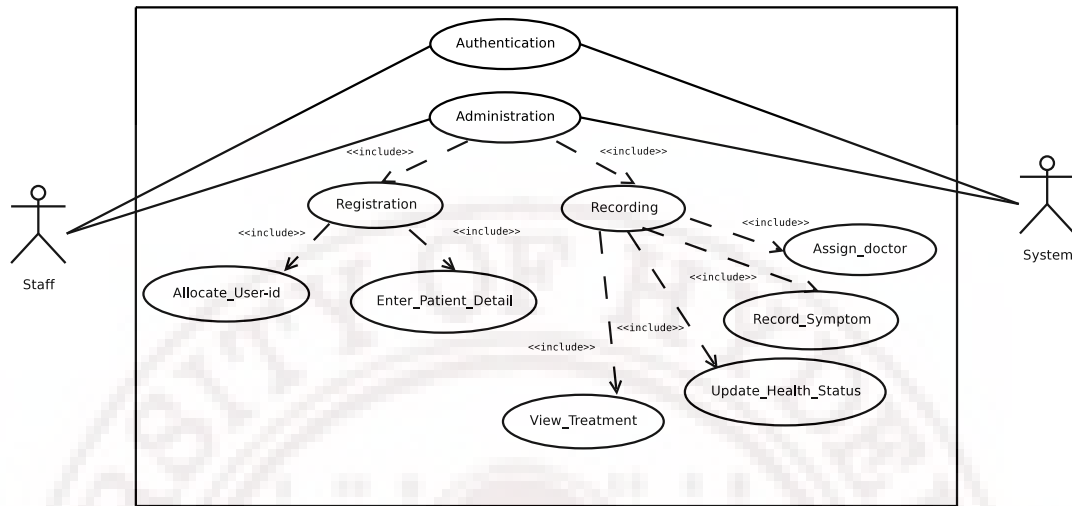 Authentication
Administration
<<include>>
<<include>>
Registration
Recording
<<include>>
<<include>>
<<include>>
Assign_doctor
Staff
System
Allocate_User-id
Enter_Patient_Detail
<<include>>
Record_Symptom
<<include>>
<<include>>
Update_Health_Status
View_Treatment